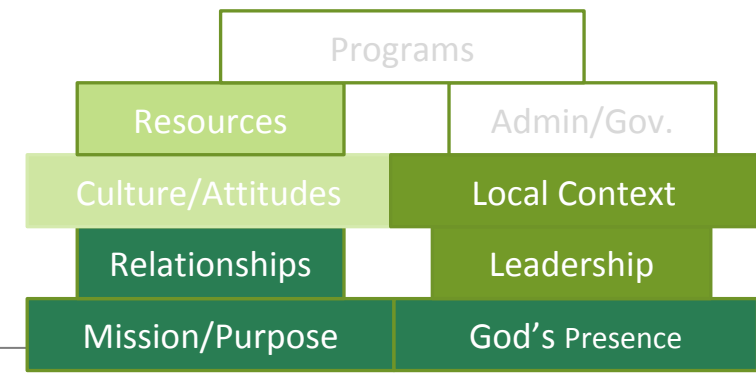 Programs
Resources Admin/Gov.
Culture/Attitudes Local Context
Relationships Leadership
Mission/Purpose God's Presence